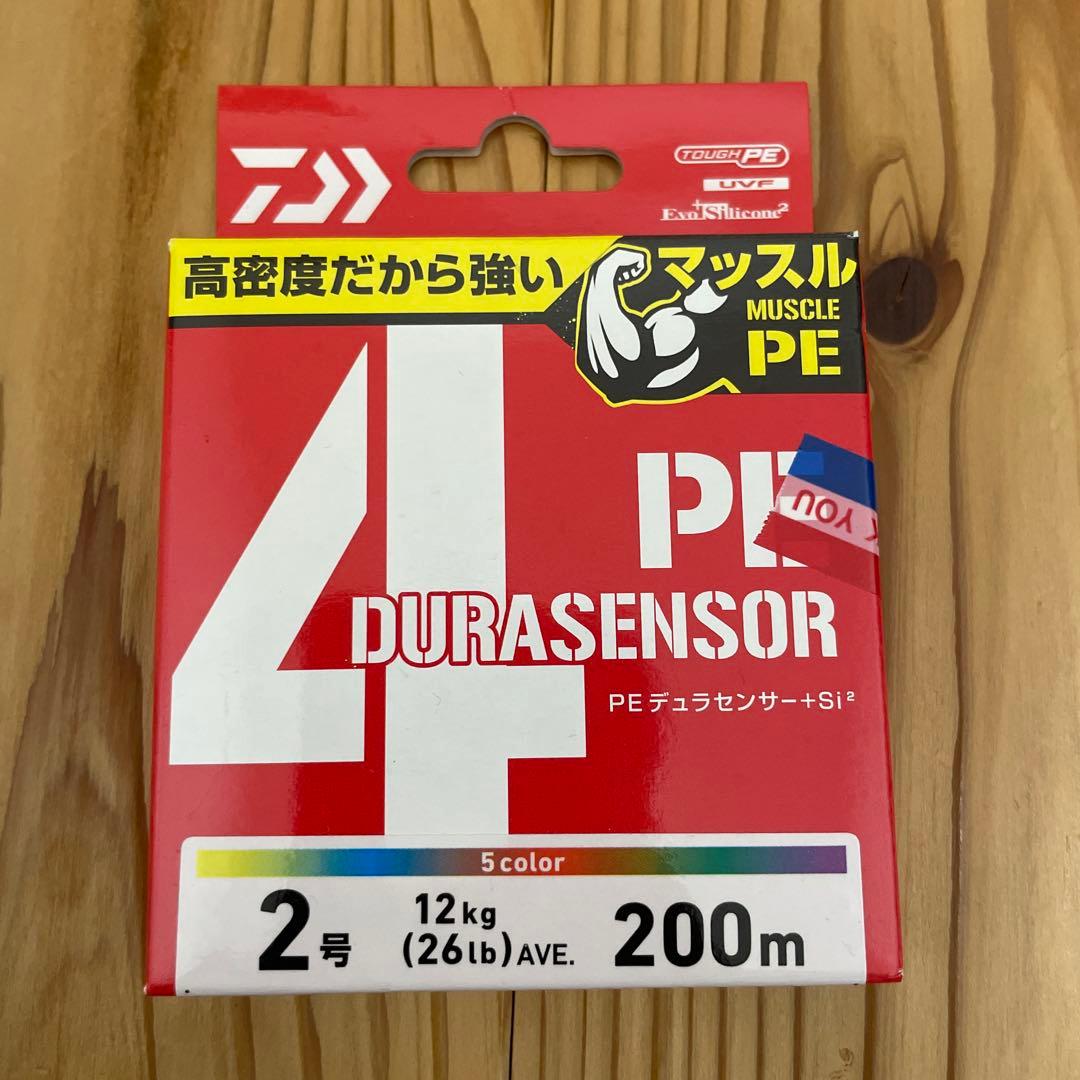 TOUGH PE
UVF
Evo+Silicone²
高密度だから強い
マッスル
MUSCLE
PE
4
PE
YOU
DURASENSOR
PEデュラセンサー+Si²
5color
2号
12kg
(26lb)AVE.
200m